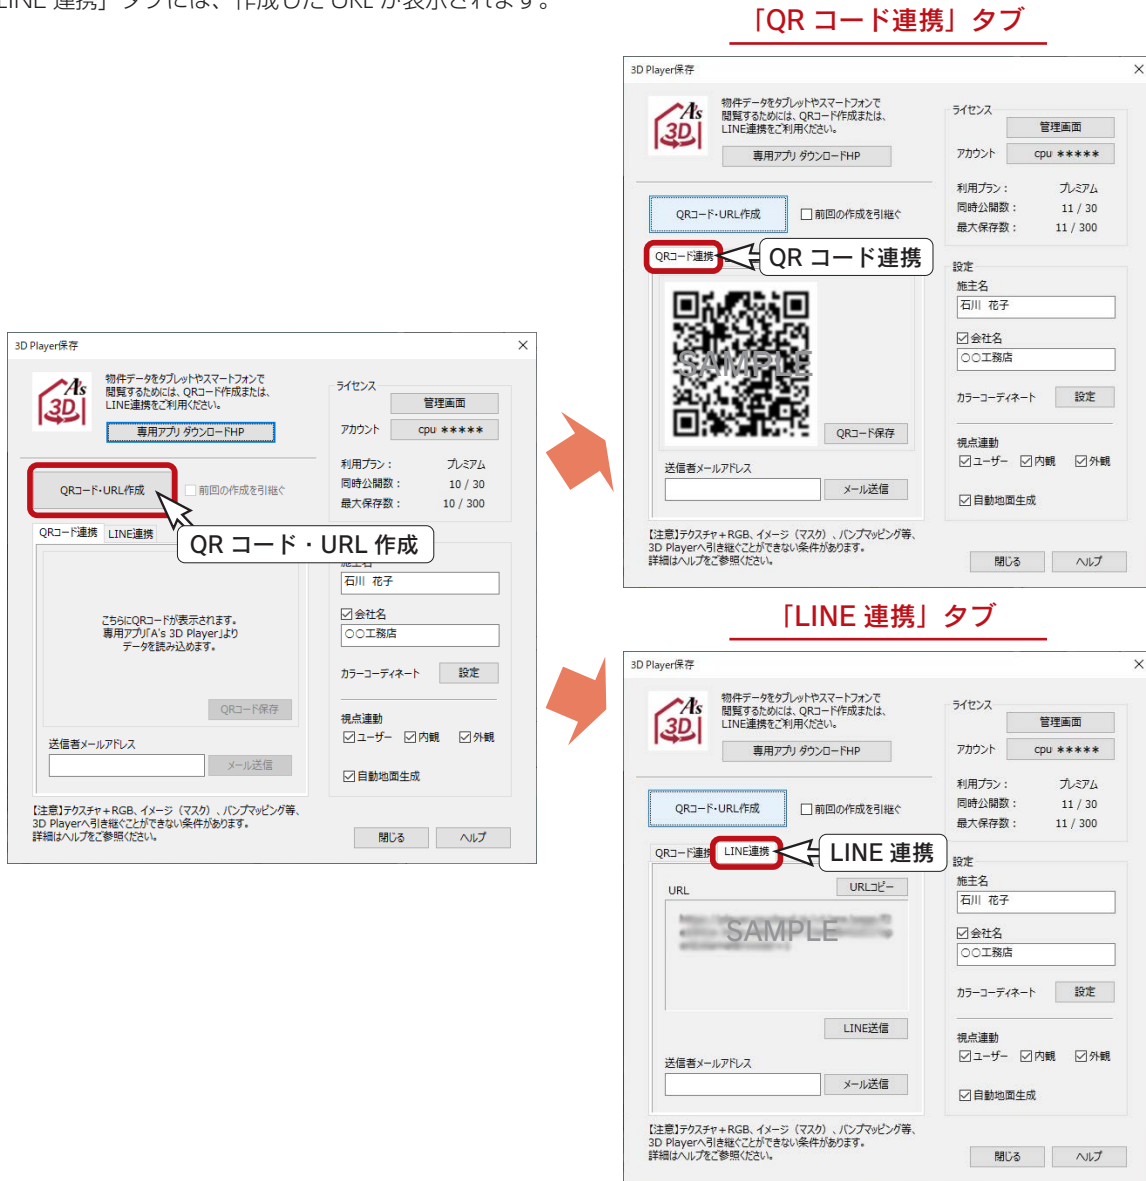 LINE 連携」タブには、作成した URL が表示されます。
「QR コード連携」タブ
3D Player保存
A's
3D
物件データをタブレットやスマートフォンで
閲覧するためには、QRコード作成または、
LINE連携をご利用ください。
専用アプリ ダウンロードHP
ライセンス
管理画面
アカウント cpu *****
利用プラン： プレミアム
同時公開数： 11 / 30
最大保存数： 11 / 300
QRコード・URL作成
前回の作成を引継ぐ
QRコード連携
QR コード連携
SAMPLE
QRコード保存
送信者メールアドレス
メール送信
設定
施主名
石川 花子
会社名
○○工務店
カラーコーディネート 設定
視点連動
ユーザー 内観 外観
自動地面生成
【注意】テクスチャ＋RGB、イメージ（マスク）、バンプマッピング等、
3D Playerへ引き継ぐことができない条件があります。
詳細はヘルプをご参照ください。
閉じる ヘルプ
3D Player保存
A's
3D
物件データをタブレットやスマートフォンで
閲覧するためには、QRコード作成または、
LINE連携をご利用ください。
専用アプリ ダウンロードHP
ライセンス
管理画面
アカウント cpu *****
利用プラン： プレミアム
同時公開数： 10 / 30
最大保存数： 10 / 300
QRコード・URL作成
前回の作成を引継ぐ
QR コード・URL 作成
QRコード連携 LINE連携
こちらにQRコードが表示されます。
専用アプリ「A's 3D Player」より
データを読み込めます。
QRコード保存
送信者メールアドレス
メール送信
石川 花子
会社名
○○工務店
カラーコーディネート 設定
視点連動
ユーザー 内観 外観
自動地面生成
【注意】テクスチャ＋RGB、イメージ（マスク）、バンプマッピング等、
3D Playerへ引き継ぐことができない条件があります。
詳細はヘルプをご参照ください。
閉じる ヘルプ
「LINE 連携」タブ
3D Player保存
A's
3D
物件データをタブレットやスマートフォンで
閲覧するためには、QRコード作成または、
LINE連携をご利用ください。
専用アプリ ダウンロードHP
ライセンス
管理画面
アカウント cpu *****
利用プラン： プレミアム
同時公開数： 11 / 30
最大保存数： 11 / 300
QRコード・URL作成
前回の作成を引継ぐ
QRコード連携 LINE連携
LINE 連携
URL URLコピー
SAMPLE
LINE送信
送信者メールアドレス
メール送信
設定
施主名
石川 花子
会社名
○○工務店
カラーコーディネート 設定
視点連動
ユーザー 内観 外観
自動地面生成
【注意】テクスチャ＋RGB、イメージ（マスク）、バンプマッピング等、
3D Playerへ引き継ぐことができない条件があります。
詳細はヘルプをご参照ください。
閉じる ヘルプ